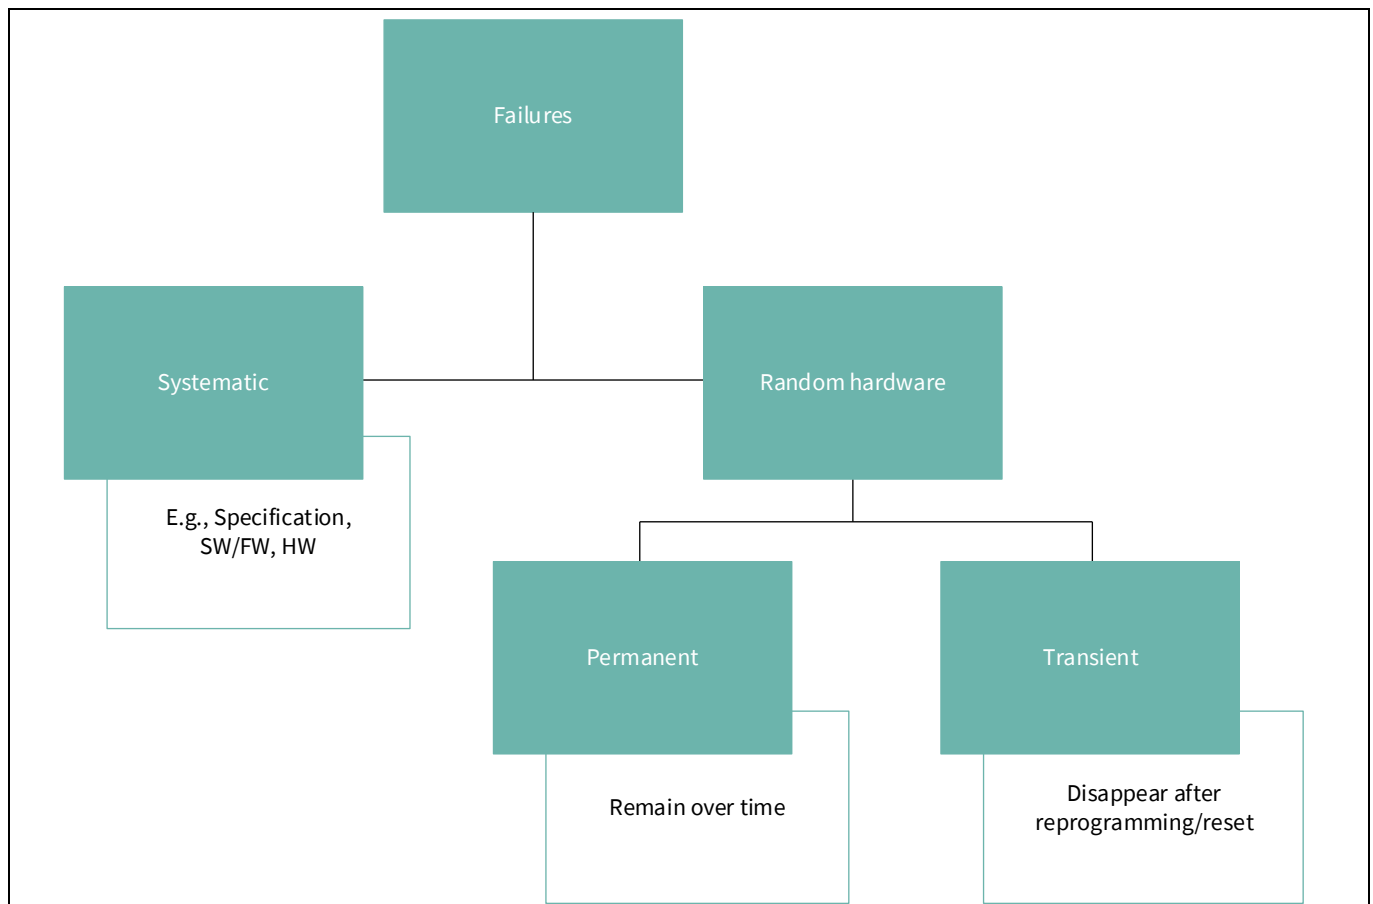 Failures
Systematic
Random hardware
E.g., Specification,
SW/FW, HW
Permanent
Transient
Remain over time
Disappear after
reprogramming/reset